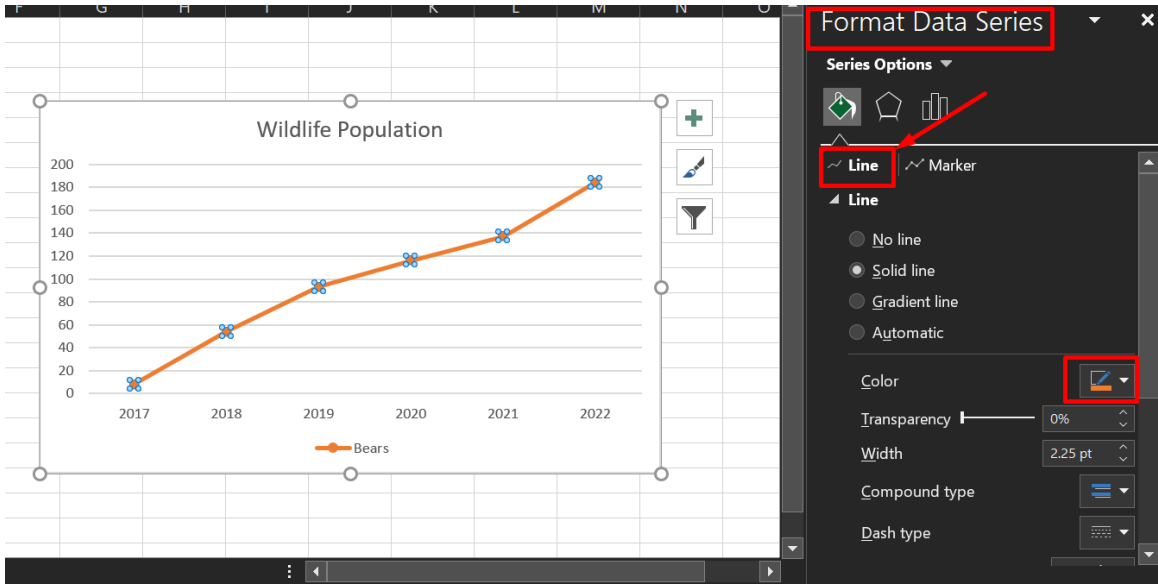 F G H I J K L M N O
Wildlife Population
200
180
160
140
120
100
80
60
40
20
0
2017 2018 2019 2020 2021 2022
Bears
Format Data Series
Series Options
Line Marker
Line
No line
Solid line
Gradient line
Automatic
Color
Transparency 0%
Width 2.25 pt
Compound type
Dash type